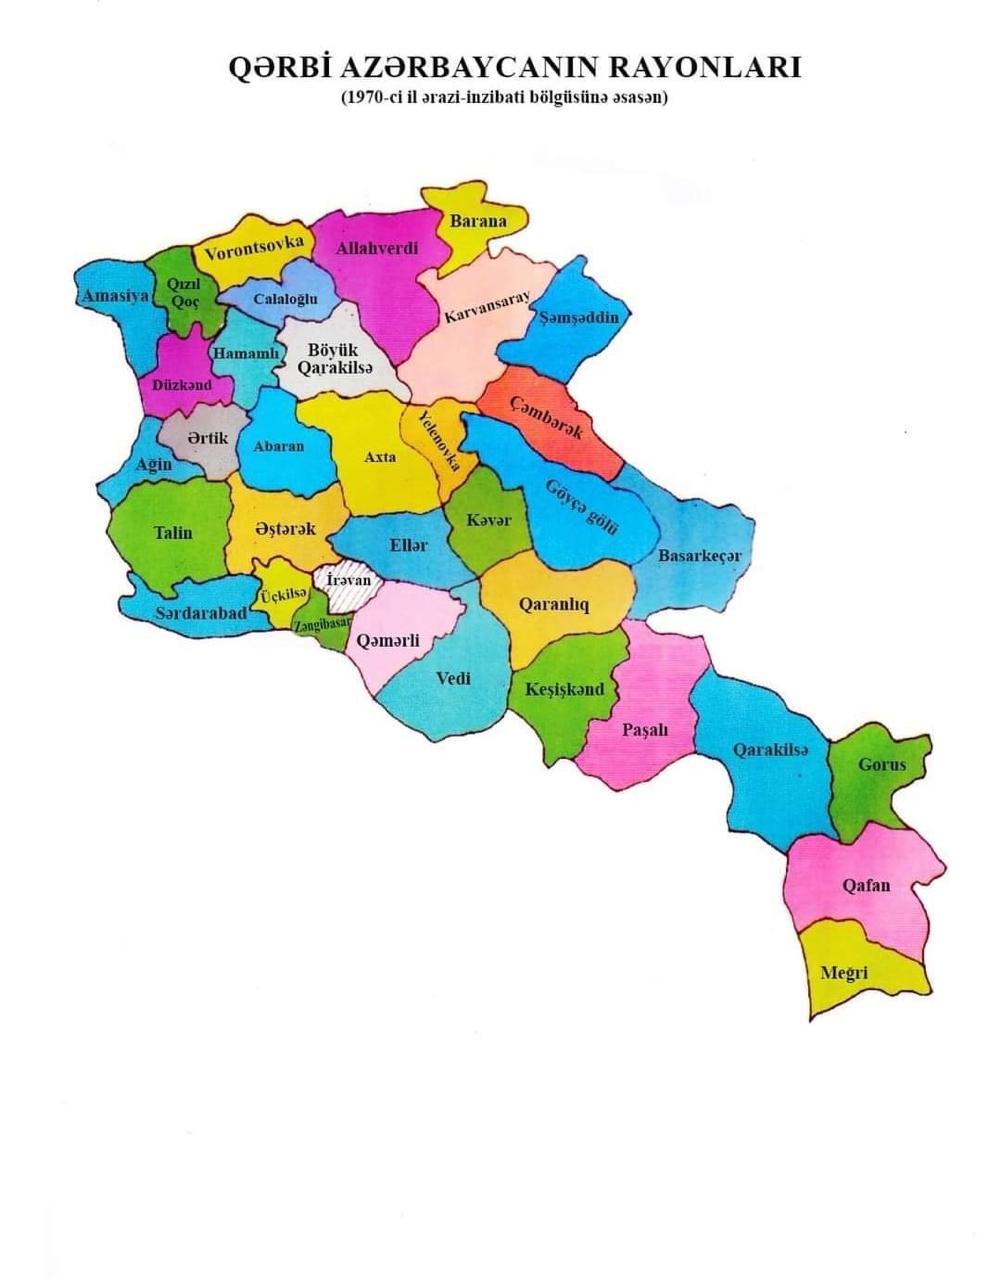 QƏRBİ AZƏRBAYCANIN RAYONLARI
(1970-ci il ərazi-inzibati bölgüsünə əsasən)
Barana
Vorontsovka
Allahverdi
Amasiya
Qızıl
Qoç
Calaloğlu
Karvansaray
Şəmşəddin
Hamamlı
Böyük
Qarakilsə
Düzkənd
Çəmbərək
Ərtik
Abaran
Axta
Yelenovka
Ağin
Göyçə gölü
Talin
Əştərək
Ellər
Kəvər
Basarkeçər
İrəvan
Üçkilsə
Sərdarabad
Zəngibasar
Qəmərli
Qaranlıq
Vedi
Keşişkənd
Paşalı
Qarakilsə
Gorus
Qafan
Meğri